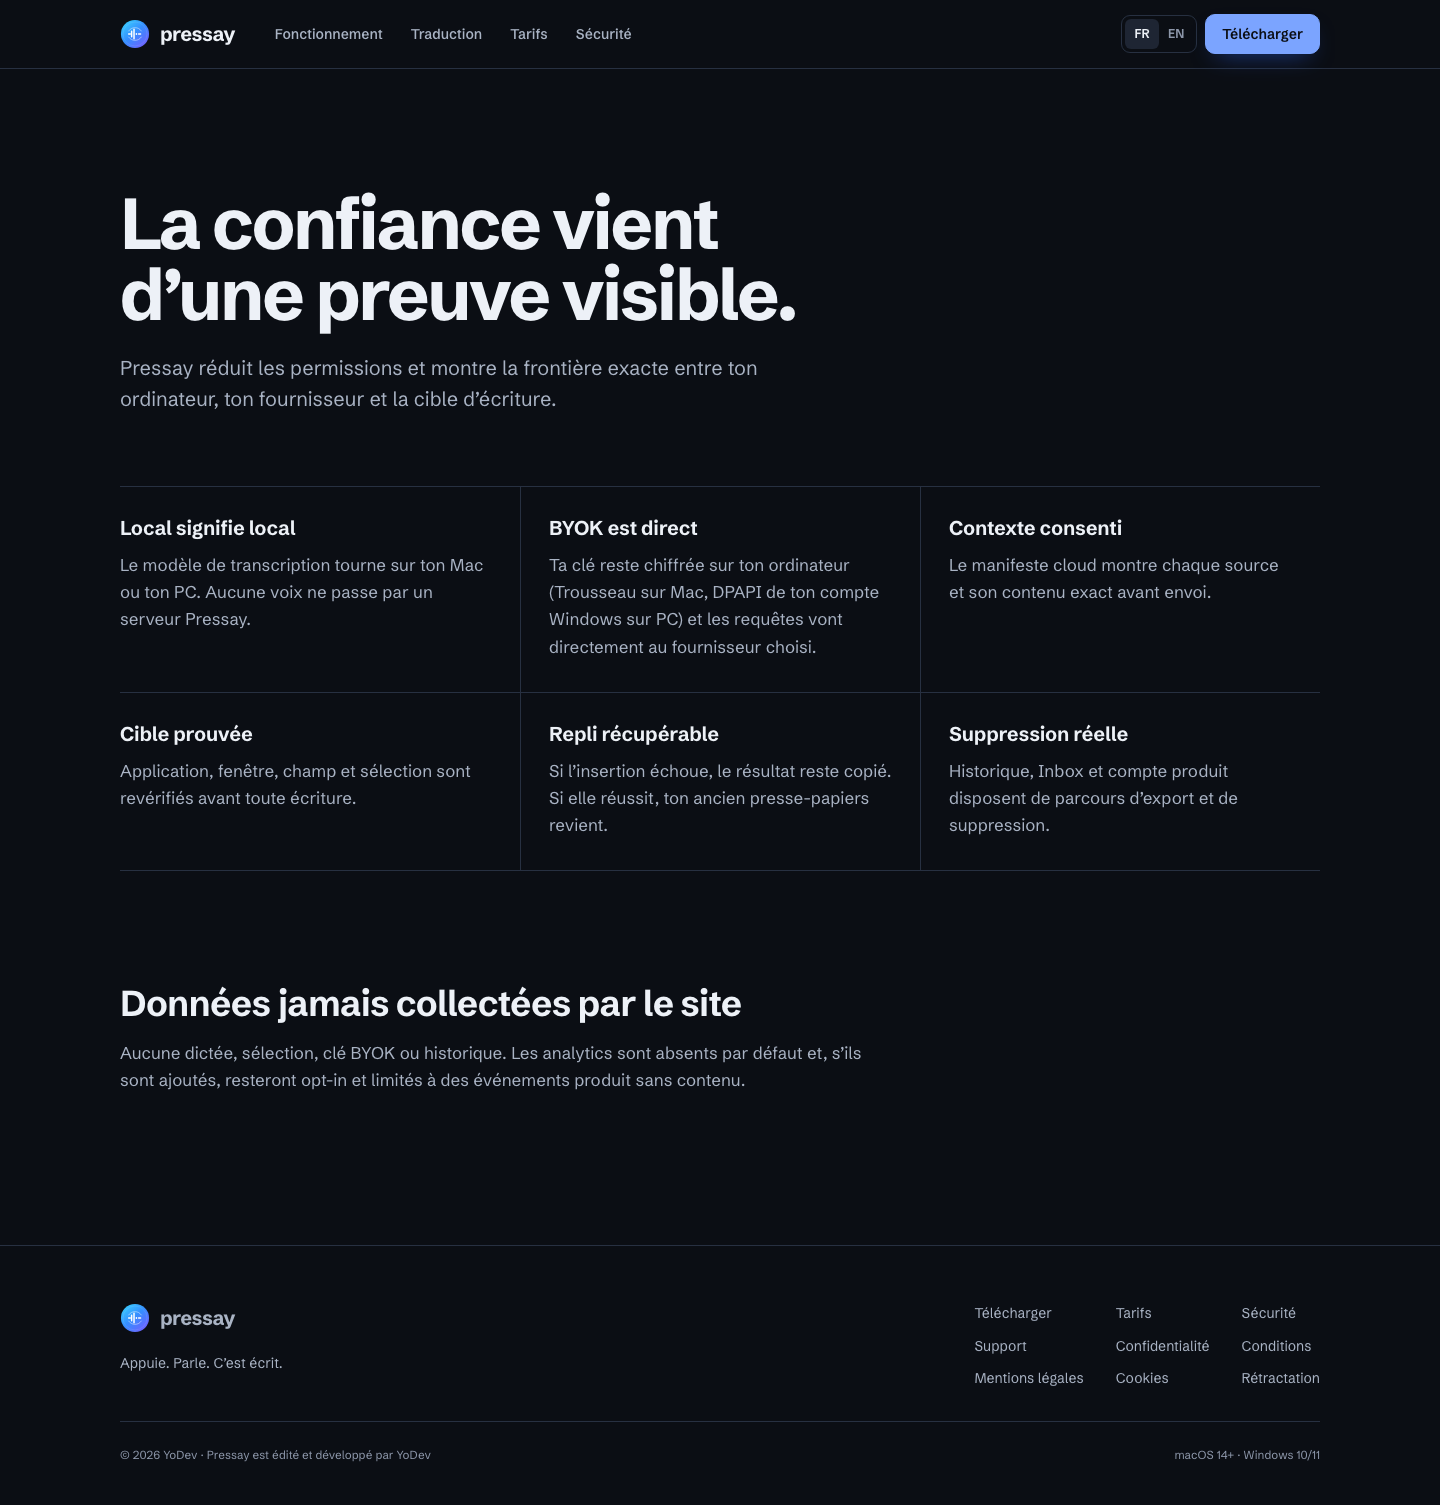 pressay
Fonctionnement
Traduction
Tarifs
Sécurité
FR
EN
Télécharger
La confiance vient
d’une preuve visible.
Pressay réduit les permissions et montre la frontière exacte entre ton
ordinateur, ton fournisseur et la cible d’écriture.
Local signifie local
Le modèle de transcription tourne sur ton Mac
ou ton PC. Aucune voix ne passe par un
serveur Pressay.
BYOK est direct
Ta clé reste chiffrée sur ton ordinateur
(Trousseau sur Mac, DPAPI de ton compte
Windows sur PC) et les requêtes vont
directement au fournisseur choisi.
Contexte consenti
Le manifeste cloud montre chaque source
et son contenu exact avant envoi.
Cible prouvée
Application, fenêtre, champ et sélection sont
revérifiés avant toute écriture.
Repli récupérable
Si l’insertion échoue, le résultat reste copié.
Si elle réussit, ton ancien presse-papiers
revient.
Suppression réelle
Historique, Inbox et compte produit
disposent de parcours d’export et de
suppression.
Données jamais collectées par le site
Aucune dictée, sélection, clé BYOK ou historique. Les analytics sont absents par défaut et, s’ils
sont ajoutés, resteront opt-in et limités à des événements produit sans contenu.
pressay
Appuie. Parle. C’est écrit.
Télécharger
Tarifs
Sécurité
Support
Confidentialité
Conditions
Mentions légales
Cookies
Rétractation
© 2026 YoDev · Pressay est édité et développé par YoDev
macOS 14+ · Windows 10/11